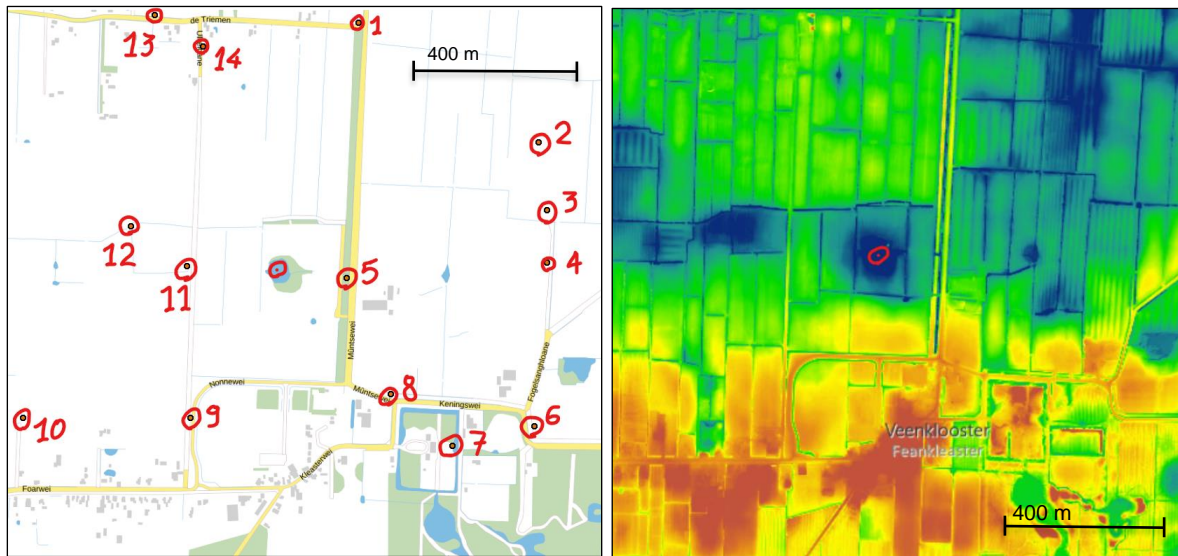 de Triemen
13
1
14
400 m
2
3
12
11
5
4
Müntsewei
Nonnewei
Müntsewei
8
Keningswei
Fogelsanghloane
10
9
6
7
Kleasterwei
Foarwei
Veenklooster
Feankleaster
400 m